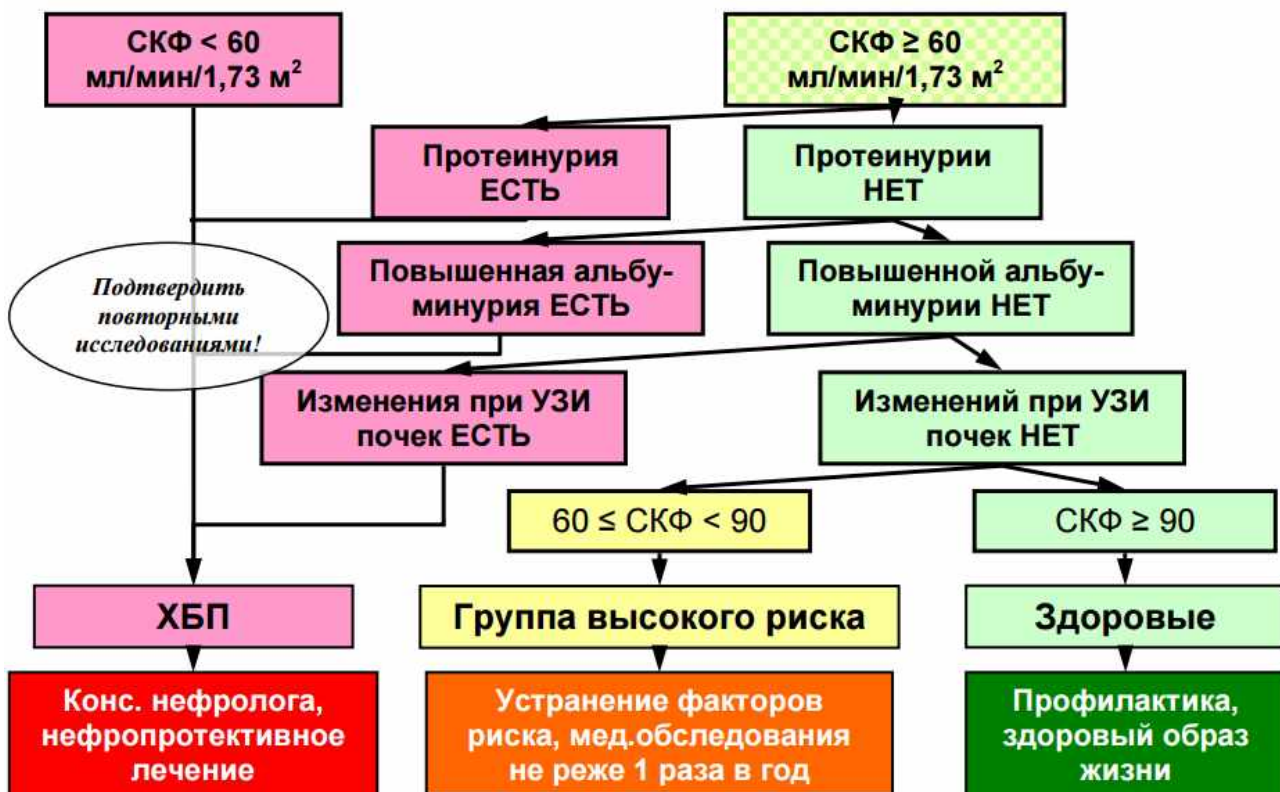 СКФ < 60
мл/мин/1,73 м²
СКФ ≥ 60
мл/мин/1,73 м²
Протеинурия
ЕСТЬ
Протеинурии
НЕТ
Подтвердить
повторными
исследованиями!
Повышенная альбу-
минурия ЕСТЬ
Повышенной альбу-
минурии НЕТ
Изменения при УЗИ
почек ЕСТЬ
Изменений при УЗИ
почек НЕТ
60 ≤ СКФ < 90
СКФ ≥ 90
ХБП
Группа высокого риска
Здоровые
Конс. нефролога,
нефропротективное
лечение
Устранение факторов
риска, мед.обследования
не реже 1 раза в год
Профилактика,
здоровый образ
жизни